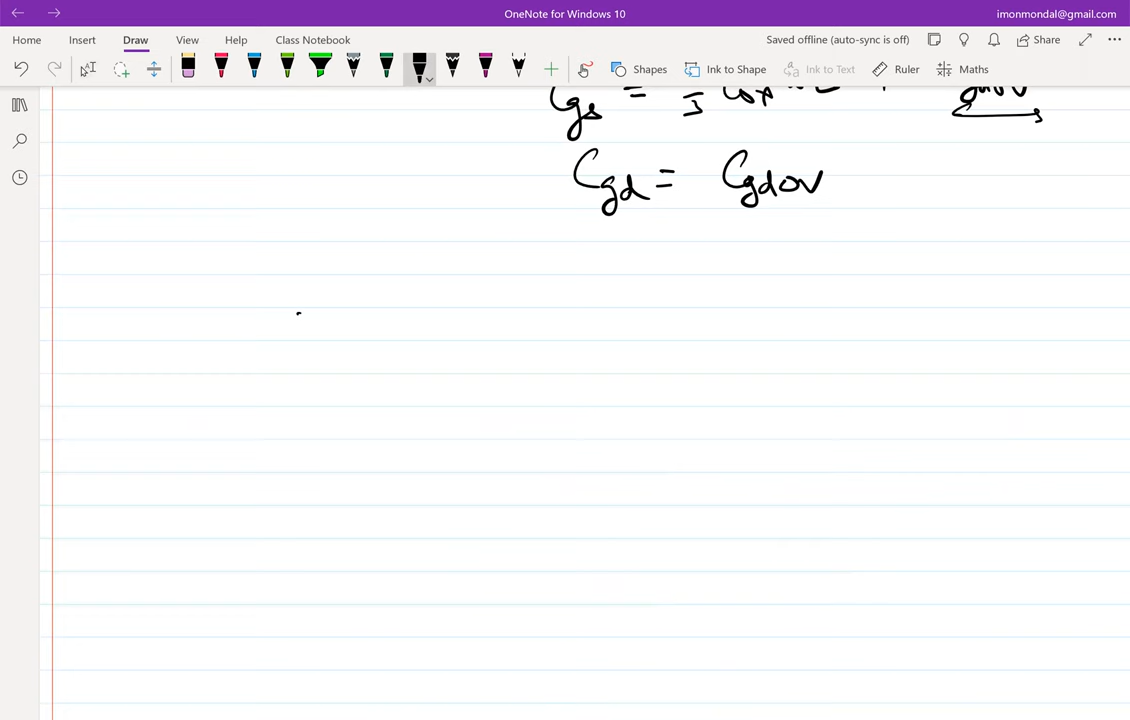 OneNote for Windows 10
imonmondal@gmail.com
Home Insert Draw View Help Class Notebook
Saved offline (auto-sync is off) Share
Shapes Ink to Shape Ink to Text Ruler Maths
Cgs =
Cgd = Cgdov